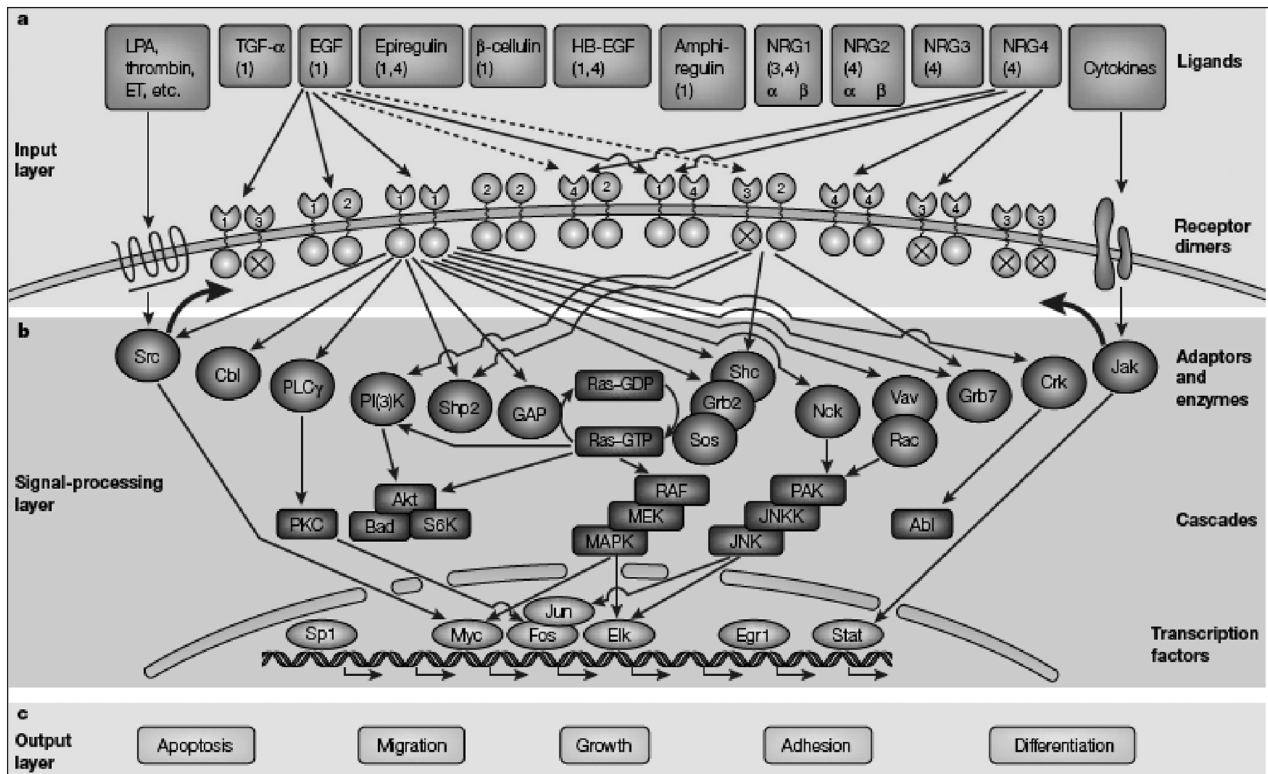 a
LPA,
thrombin,
ET, etc.
TGF-α
(1)
EGF
(1)
Epiregulin
(1,4)
β-cellulin
(1)
HB-EGF
(1,4)
Amphi-
regulin
(1)
NRG1
(3,4)
α β
NRG2
(4)
α β
NRG3
(4)
NRG4
(4)
Cytokines
Ligands
Input
layer
1 3
1 2
1 1
2 2
4 2
1 4
3 2
4 4
3 4
3 3
Receptor
dimers
b
Src
Cbl
PLCγ
PI(3)K
Shp2
GAP
Ras–GDP
Ras–GTP
Shc
Grb2
Sos
Nck
Vav
Rac
Grb7
Crk
Jak
Adaptors and
enzymes
Signal-processing
layer
PKC
Akt
Bad
S6K
RAF
MEK
MAPK
PAK
JNKK
JNK
Abl
Cascades
Sp1
Myc
Jun
Fos
Elk
Egr1
Stat
Transcription
factors
c
Output
layer
Apoptosis
Migration
Growth
Adhesion
Differentiation